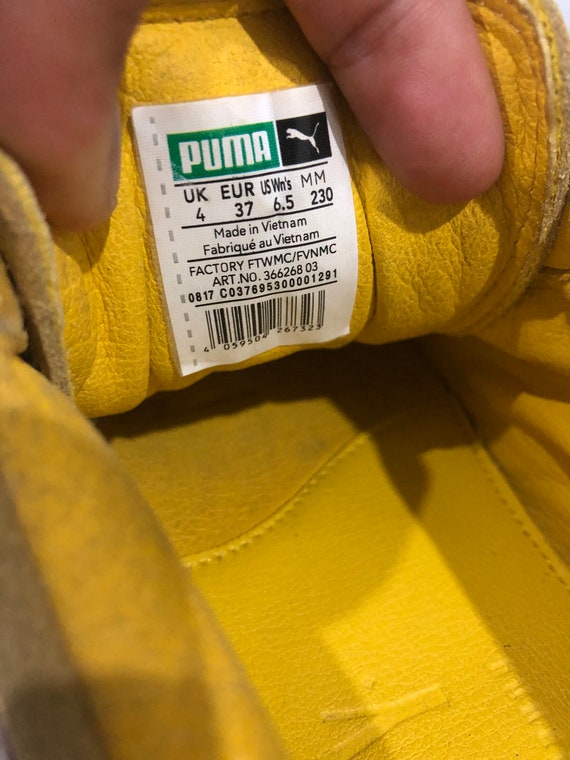 PUMA
UK EUR US Wn's MM
4 37 6.5 230
Made in Vietnam
Fabriqué au Vietnam
FACTORY FTWMC/FVNMC
ART.NO. 366268 03
0817 C037695300001291
4 059504 267323